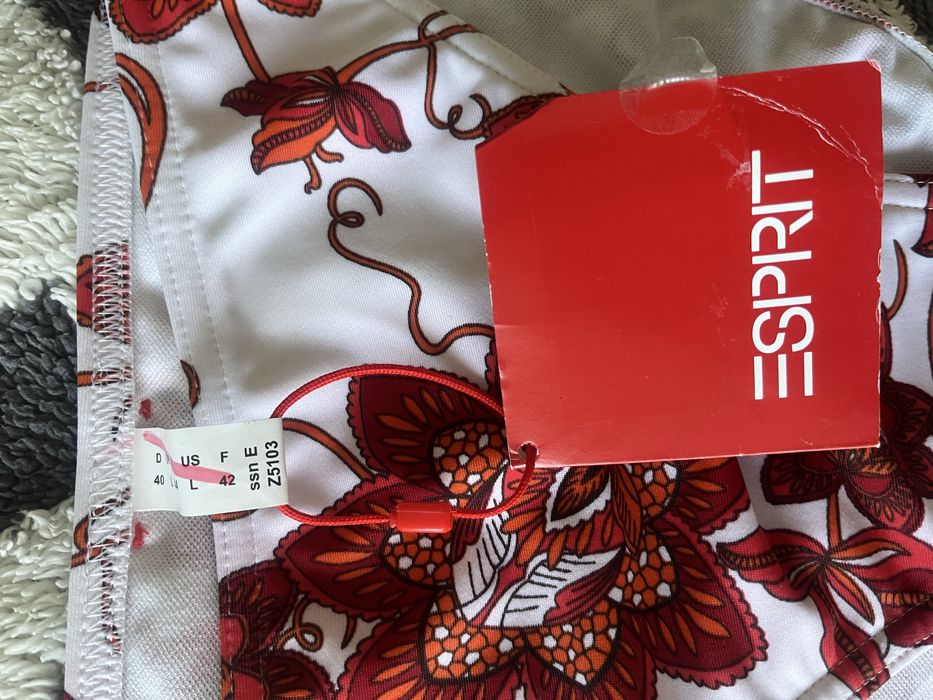 ESPRIT
D US F
40 L 42
ssn E
Z5103